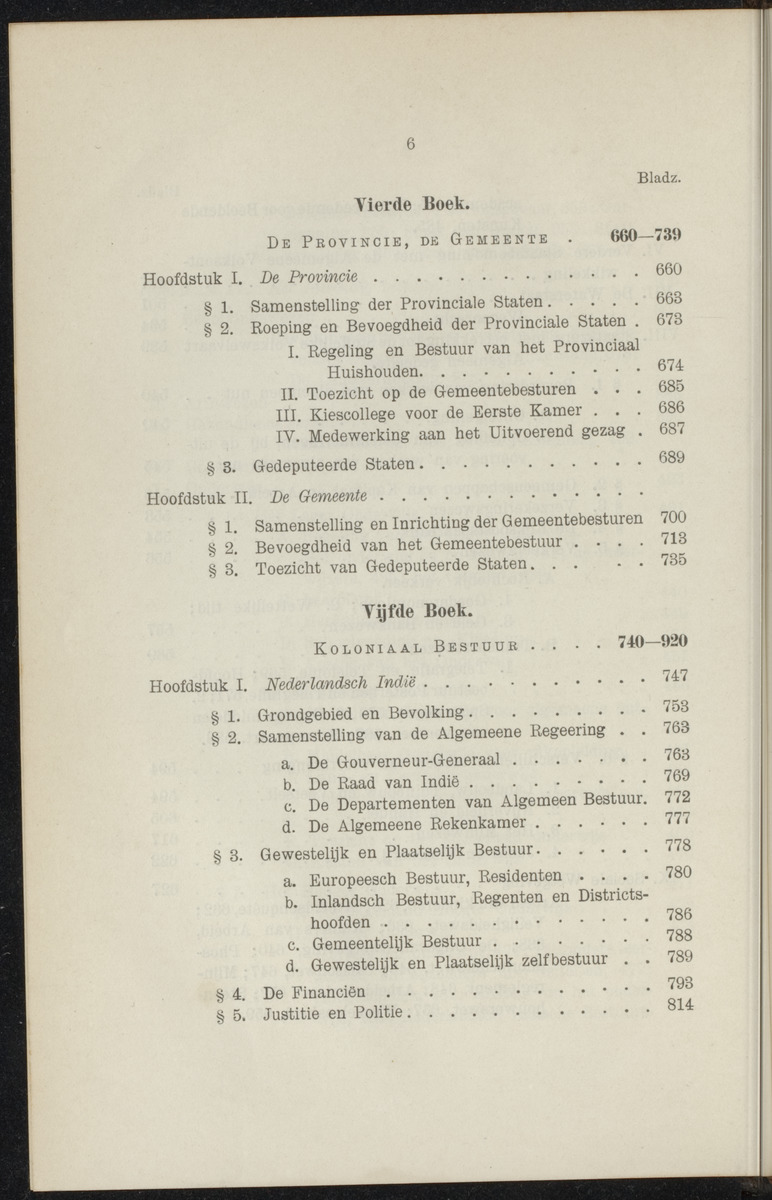 6
Bladz.
Vierde Boek.
De Provincie, de Gemeente . 660—739
Hoofdstuk I. De Provincie . . . . . . . . . . . . . 660
§ 1. Samenstelling der Provinciale Staten . . . . . 663
§ 2. Roeping en Bevoegdheid der Provinciale Staten . 673
I. Regeling en Bestuur van het Provinciaal
Huishouden. . . . . . . . . . . 674
II. Toezicht op de Gemeentebesturen . . . 685
III. Kiescollege voor de Eerste Kamer . . . 686
IV. Medewerking aan het Uitvoerend gezag . 687
§ 3. Gedeputeerde Staten . . . . . . . . . . . 689
Hoofdstuk II. De Gemeente . . . . . . . . . . . . .
§ 1. Samenstelling en Inrichting der Gemeentebesturen 700
§ 2. Bevoegdheid van het Gemeentebestuur . . . . 713
§ 3. Toezicht van Gedeputeerde Staten . . . . . 735
Vijfde Boek.
Koloniaal Bestuur . . . . 740—920
Hoofdstuk I. Nederlandsch Indië . . . . . . . . . . . 747
§ 1. Grondgebied en Bevolking . . . . . . . . . 753
§ 2. Samenstelling van de Algemeene Regeering . . 763
a. De Gouverneur-Generaal . . . . . . . 763
b. De Raad van Indië . . . . . . . . . 769
c. De Departementen van Algemeen Bestuur. 772
d. De Algemeene Rekenkamer . . . . . . 777
§ 3. Gewestelijk en Plaatselijk Bestuur . . . . . . 778
a. Europeesch Bestuur, Residenten . . . . 780
b. Inlandsch Bestuur, Regenten en Districts-
hoofden . . . . . . . . . . . . . 786
c. Gemeentelijk Bestuur . . . . . . . . 788
d. Gewestelijk en Plaatselijk zelfbestuur . . 789
§ 4. De Financiën . . . . . . . . . . . . . 793
§ 5. Justitie en Politie . . . . . . . . . . . . 814